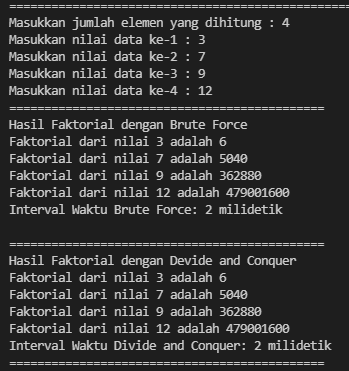 ================================================
Masukkan jumlah elemen yang dihitung : 4
Masukkan nilai data ke-1 : 3
Masukkan nilai data ke-2 : 7
Masukkan nilai data ke-3 : 9
Masukkan nilai data ke-4 : 12
=============================================
Hasil Faktorial dengan Brute Force
Faktorial dari nilai 3 adalah 6
Faktorial dari nilai 7 adalah 5040
Faktorial dari nilai 9 adalah 362880
Faktorial dari nilai 12 adalah 479001600
Interval Waktu Brute Force: 2 milidetik
=============================================
Hasil Faktorial dengan Devide and Conquer
Faktorial dari nilai 3 adalah 6
Faktorial dari nilai 7 adalah 5040
Faktorial dari nilai 9 adalah 362880
Faktorial dari nilai 12 adalah 479001600
Interval Waktu Divide and Conquer: 2 milidetik
=============================================